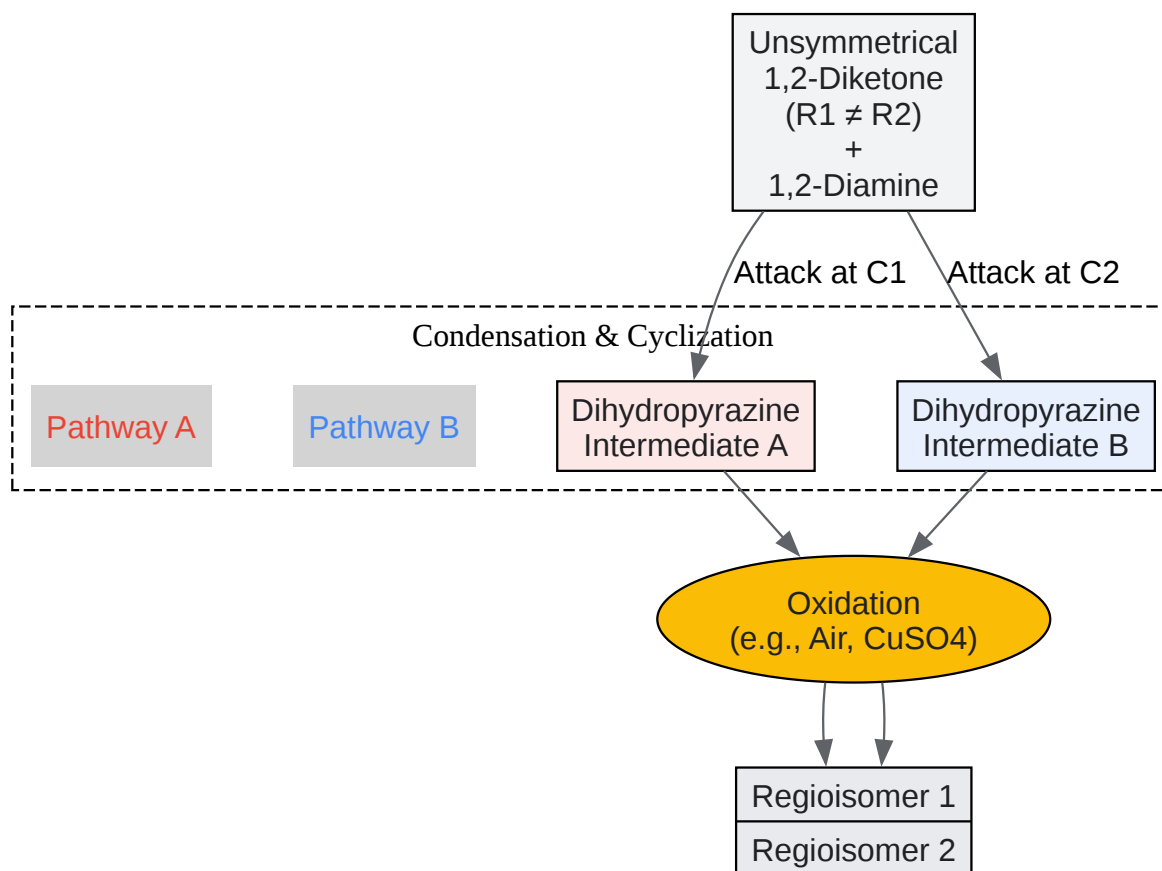 Unsymmetrical
1,2-Diketone
(R1 ≠ R2)
+
1,2-Diamine
Attack at C1
Attack at C2
Condensation & Cyclization
Pathway A
Pathway B
Dihydropyrazine
Intermediate A
Dihydropyrazine
Intermediate B
Oxidation
(e.g., Air, CuSO4)
Regioisomer 1
Regioisomer 2